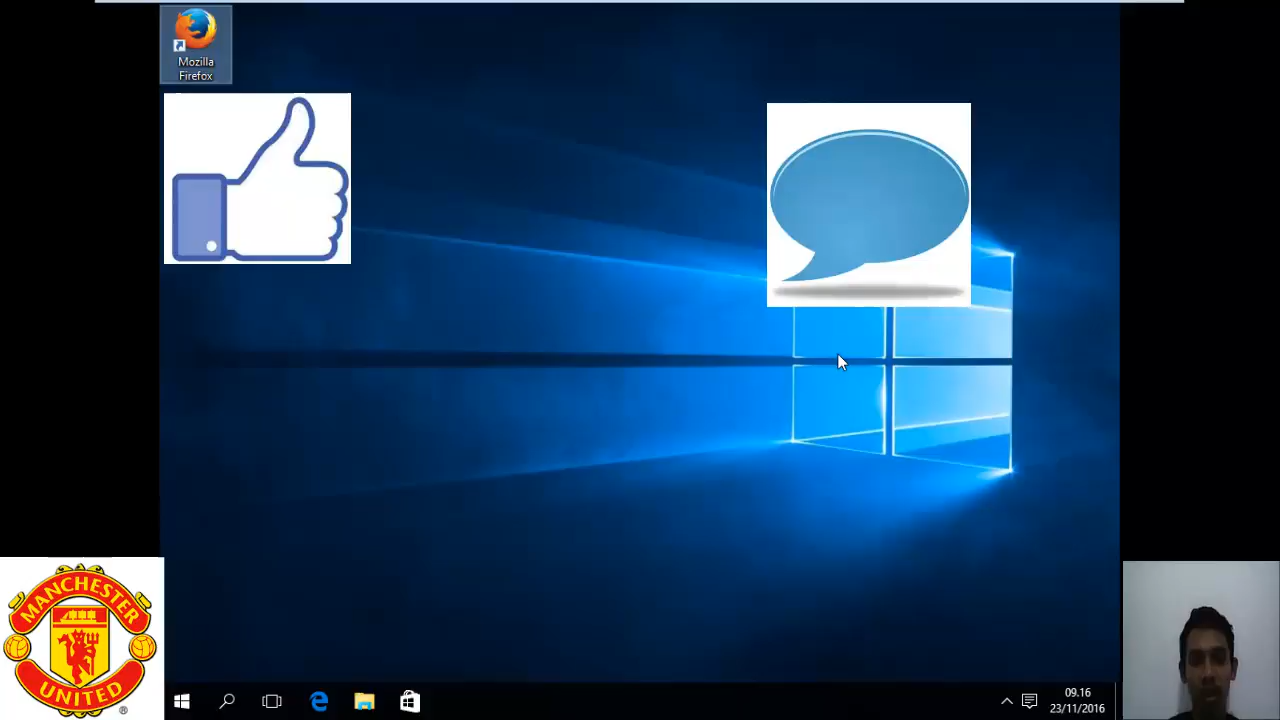 Mozilla
Firefox
MANCHESTER
UNITED
®
09.16
23/11/2016